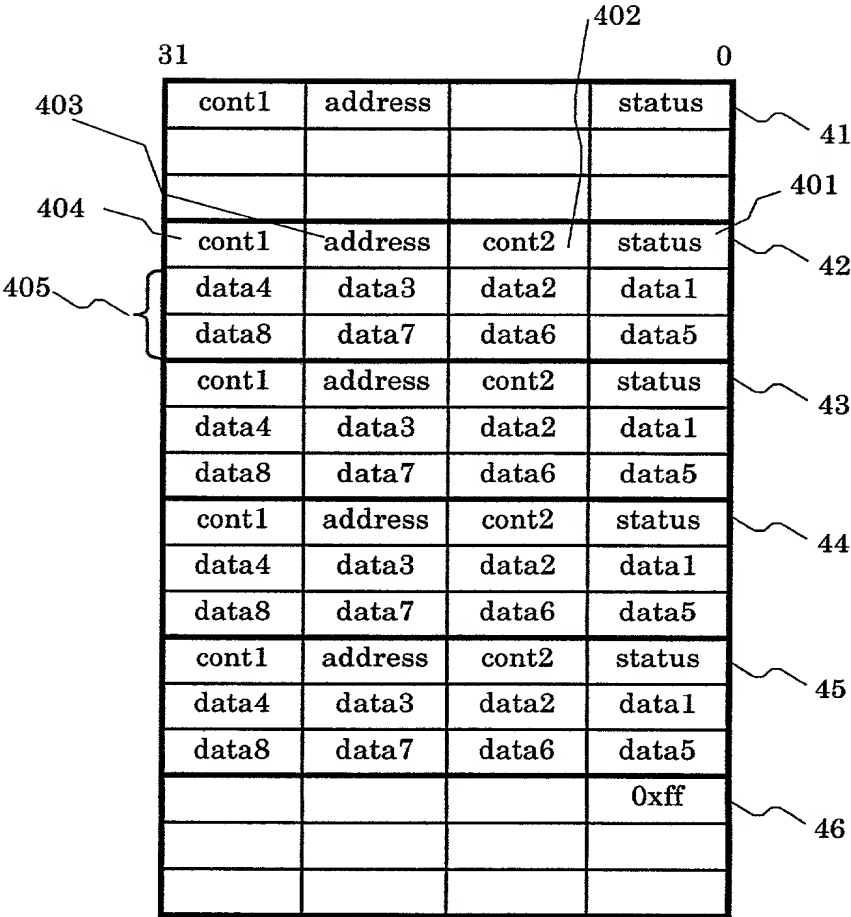 402
31 0
cont1 address status
403
41
401
404
cont1 address cont2 status
42
405
data4 data3 data2 data1
data8 data7 data6 data5
cont1 address cont2 status
43
data4 data3 data2 data1
data8 data7 data6 data5
cont1 address cont2 status
44
data4 data3 data2 data1
data8 data7 data6 data5
cont1 address cont2 status
45
data4 data3 data2 data1
data8 data7 data6 data5
0xff
46